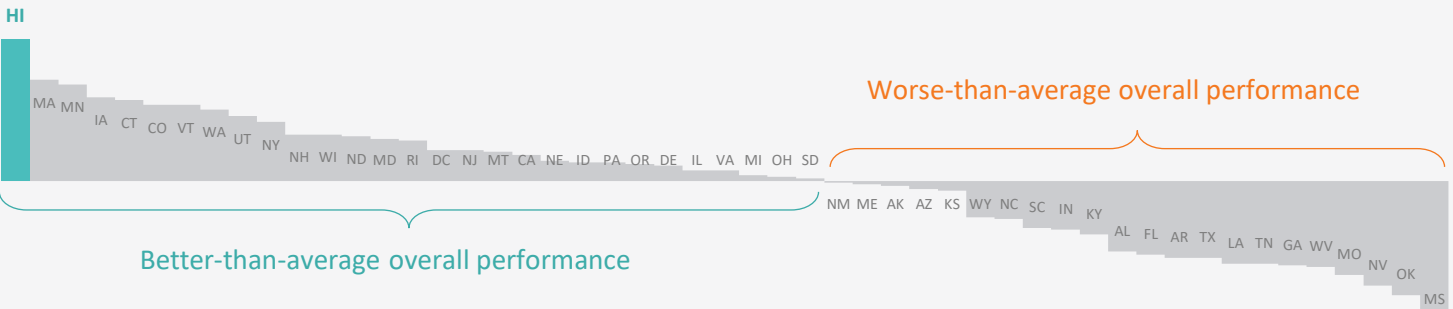 HI
Worse-than-average overall performance
MA MN IA CT CO VT WA UT NY NH WI ND MD RI DC NJ MT CA NE ID PA OR DE IL VA MI OH SD
NM ME AK AZ KS WY NC SC IN KY AL FL AR TX LA TN GA WV MO NV OK MS
Better-than-average overall performance